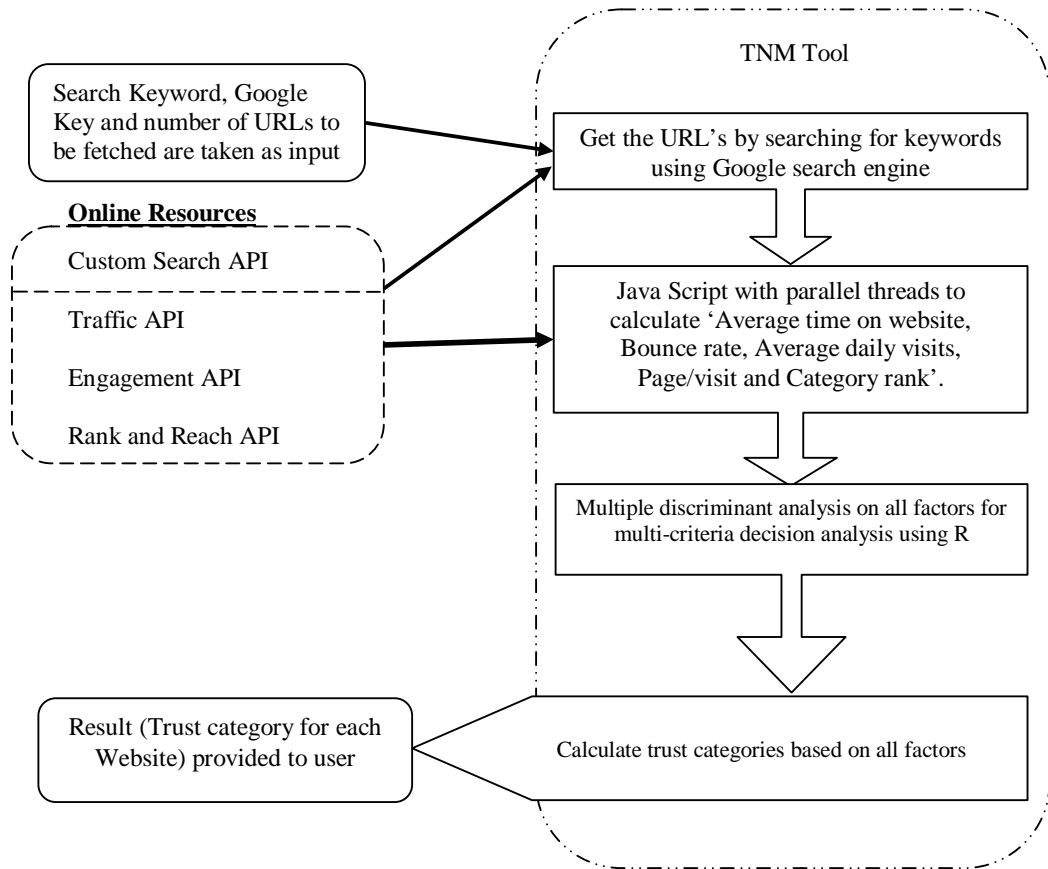 TNM Tool
Search Keyword, Google
Key and number of URLs to
be fetched are taken as input
Get the URL's by searching for keywords
using Google search engine
Online Resources
Custom Search API
Traffic API
Engagement API
Rank and Reach API
Java Script with parallel threads to
calculate ‘Average time on website,
Bounce rate, Average daily visits,
Page/visit and Category rank’.
Multiple discriminant analysis on all factors for
multi-criteria decision analysis using R
Calculate trust categories based on all factors
Result (Trust category for each
Website) provided to user